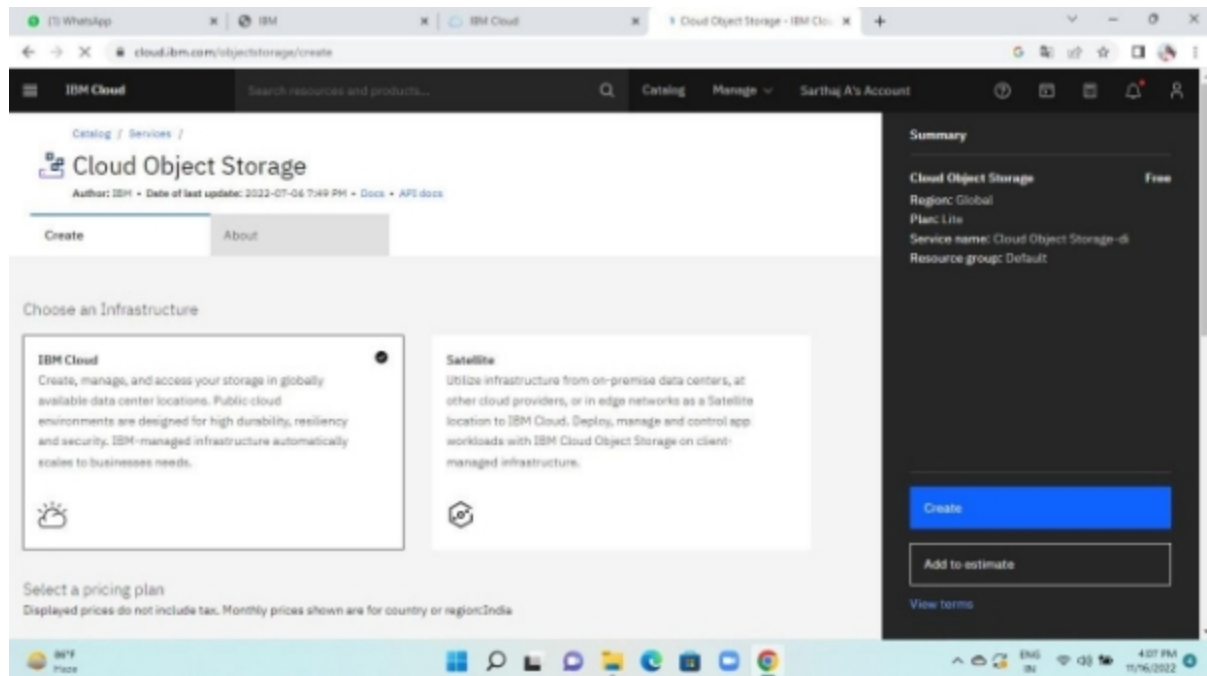 (1) WhatsApp
IBM
IBM Cloud
Cloud Object Storage - IBM Clo
cloud.ibm.com/objectstorage/create
IBM Cloud
Search resources and products...
Catalog
Manage
Sarthaj A's Account
Catalog / Services /
Cloud Object Storage
Author: IBM • Date of last update: 2022-07-06 7:49 PM • Docs • API docs
Create
About
Choose an Infrastructure
IBM Cloud
Create, manage, and access your storage in globally
available data center locations. Public cloud
environments are designed for high durability, resiliency
and security. IBM-managed infrastructure automatically
scales to businesses needs.
Satellite
Utilize infrastructure from on-premise data centers, at
other cloud providers, or in edge networks as a Satellite
location to IBM Cloud. Deploy, manage and control app
workloads with IBM Cloud Object Storage on client-
managed infrastructure.
Select a pricing plan
Displayed prices do not include tax. Monthly prices shown are for country or region:India
Summary
Cloud Object Storage Free
Region: Global
Plan: Lite
Service name: Cloud Object Storage-di
Resource group: Default
Create
Add to estimate
View terms
86°F
Haze
ENG
IN
4:07 PM
11/16/2022